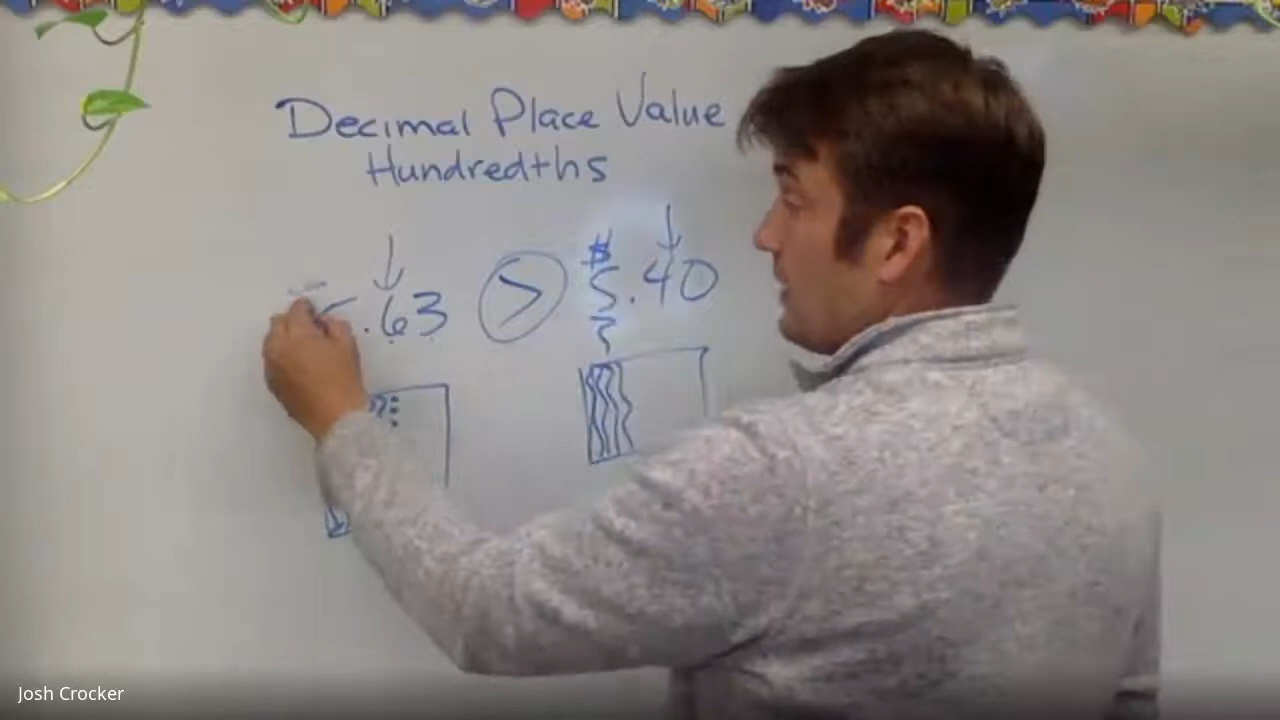 Decimal Place Value
Hundredths
.63 > $5.40
Josh Crocker